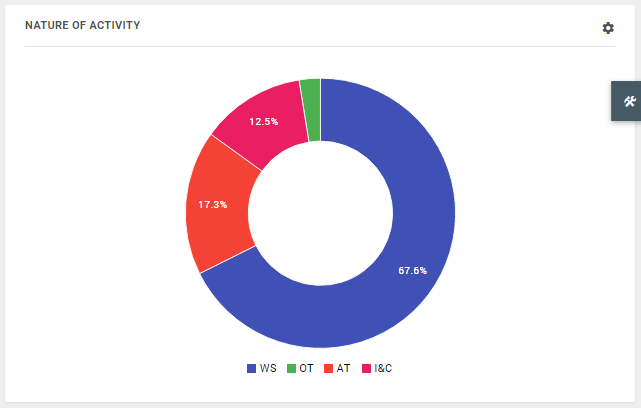 NATURE OF ACTIVITY
12.5%
17.3%
67.6%
WS OT AT I&C